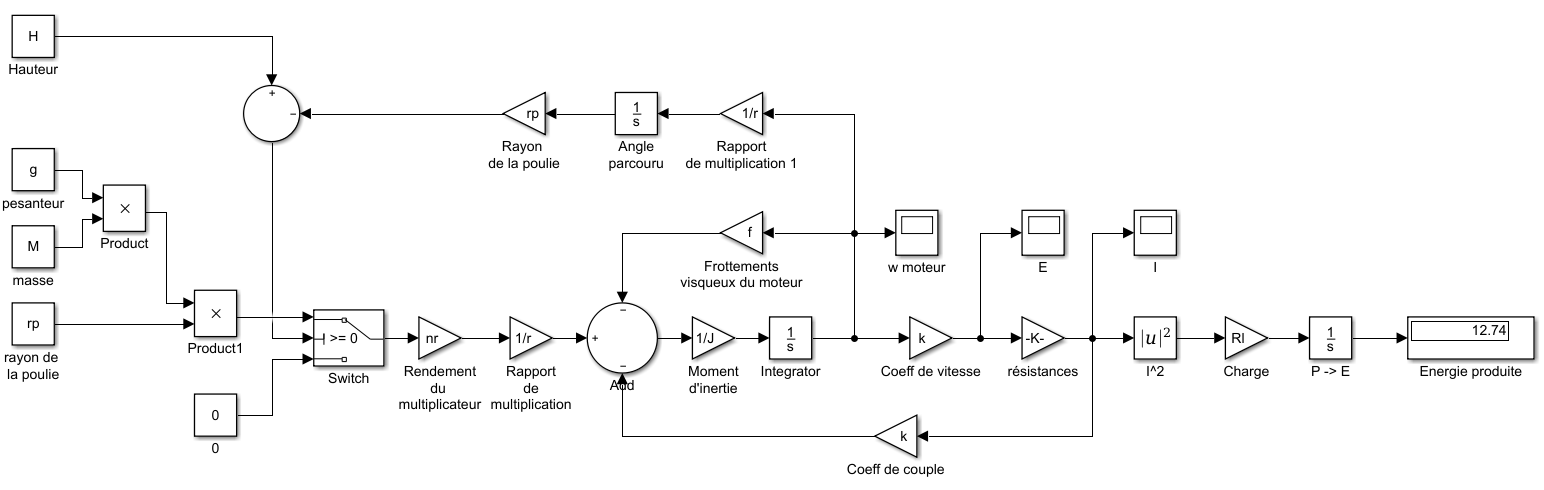 H
Hauteur
+
−
rp
Rayon
de la poulie
1
s
Angle
parcouru
1/r
Rapport
de multiplication 1
g
pesanteur
×
Product
M
masse
rp
rayon de
la poulie
×
Product1
0
0
>= 0
Switch
nr
Rendement
du
multiplicateur
1/r
Rapport
de
multiplication
f
Frottements
visqueux du moteur
−
+
−
Add
1/J
Moment
d'inertie
1
s
Integrator
w moteur
k
Coeff de vitesse
E
-K-
résistances
I
k
Coeff de couple
|u|²
I^2
Rl
Charge
1
s
P -> E
12.74
Energie produite